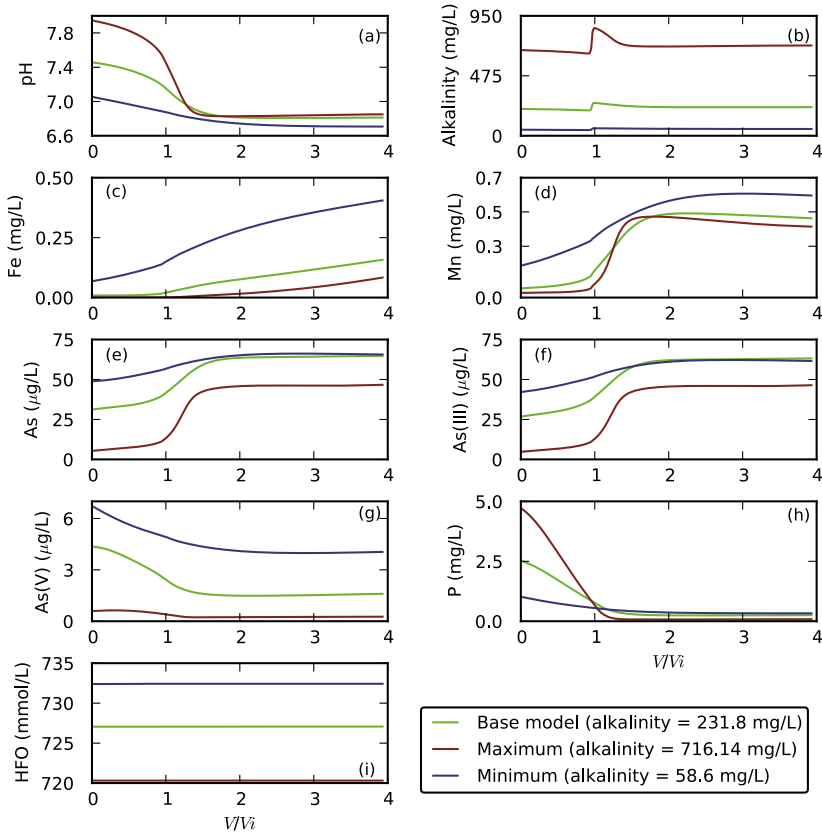 7.8
7.4
7.0
6.6
pH
(a)
0 1 2 3 4
950
475
0
Alkalinity (mg/L)
(b)
0 1 2 3 4
0.50
0.25
0.00
Fe (mg/L)
(c)
0 1 2 3 4
0.7
0.5
0.3
0.0
Mn (mg/L)
(d)
0 1 2 3 4
75
50
25
0
As (μg/L)
(e)
0 1 2 3 4
75
50
25
0
As(III) (μg/L)
(f)
0 1 2 3 4
6
3
0
As(V) (μg/L)
(g)
0 1 2 3 4
5.0
2.5
0.0
P (mg/L)
(h)
0 1 2 3 4
V/Vi
735
730
725
720
HFO (mmol/L)
(i)
0 1 2 3 4
V/Vi
Base model (alkalinity = 231.8 mg/L)
Maximum (alkalinity = 716.14 mg/L)
Minimum (alkalinity = 58.6 mg/L)